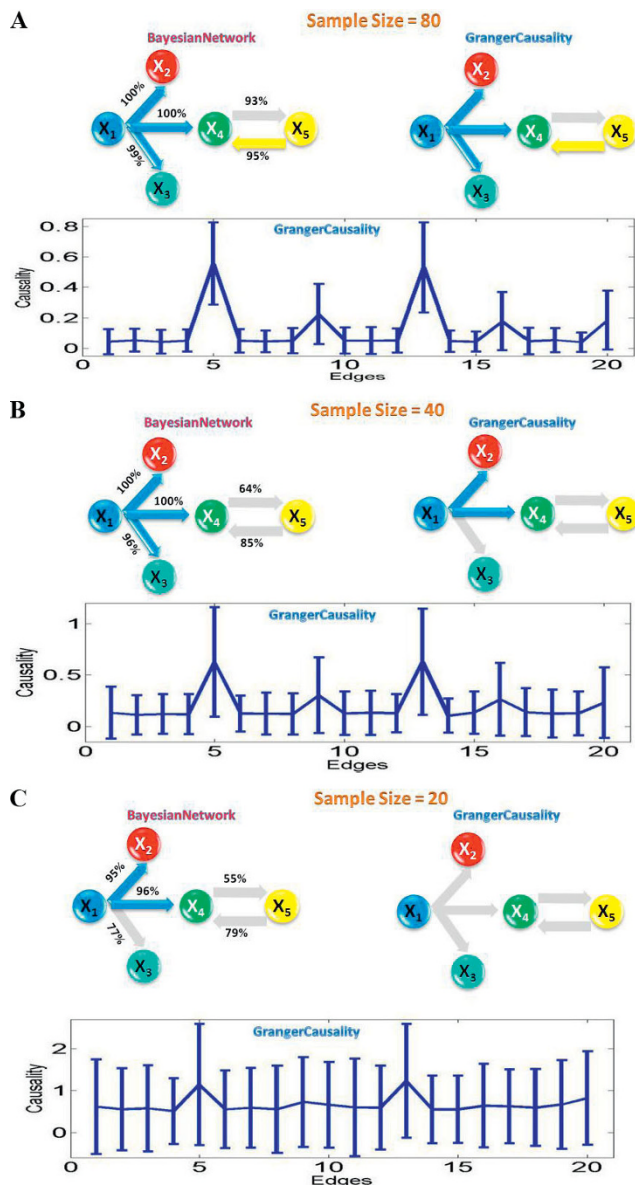 A
Sample Size = 80
BayesianNetwork
GrangerCausality
X2
X2
100%
93%
X1
100%
X4
X5
X1
X4
X5
99%
95%
X3
X3
0.8
GrangerCausality
0.6
0.4
0.2
0
Causality
0 5 10 15 20
Edges
B
Sample Size = 40
BayesianNetwork
GrangerCausality
X2
X2
100%
64%
X1
100%
X4
X5
X1
X4
X5
96%
85%
X3
X3
GrangerCausality
1
0.5
0
Causality
0 5 10 15 20
Edges
C
Sample Size = 20
BayesianNetwork
GrangerCausality
X2
X2
95%
55%
X1
96%
X4
X5
X1
X4
X5
77%
79%
X3
X3
GrangerCausality
2
1
0
Causality
0 5 10 15 20
Edges